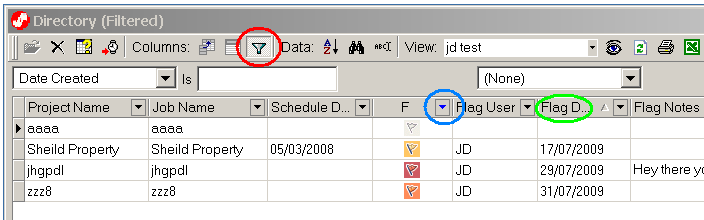 Directory (Filtered)
Columns: Data: ABC View: jd test
Date Created Is (None)
Project Name Job Name Schedule D... F Flag User Flag D... Flag Notes
aaaa aaaa
Sheild Property Sheild Property 05/03/2008 JD 17/07/2009
jhgpdl jhgpdl JD 29/07/2009 Hey there yo
zzz8 zzz8 JD 31/07/2009